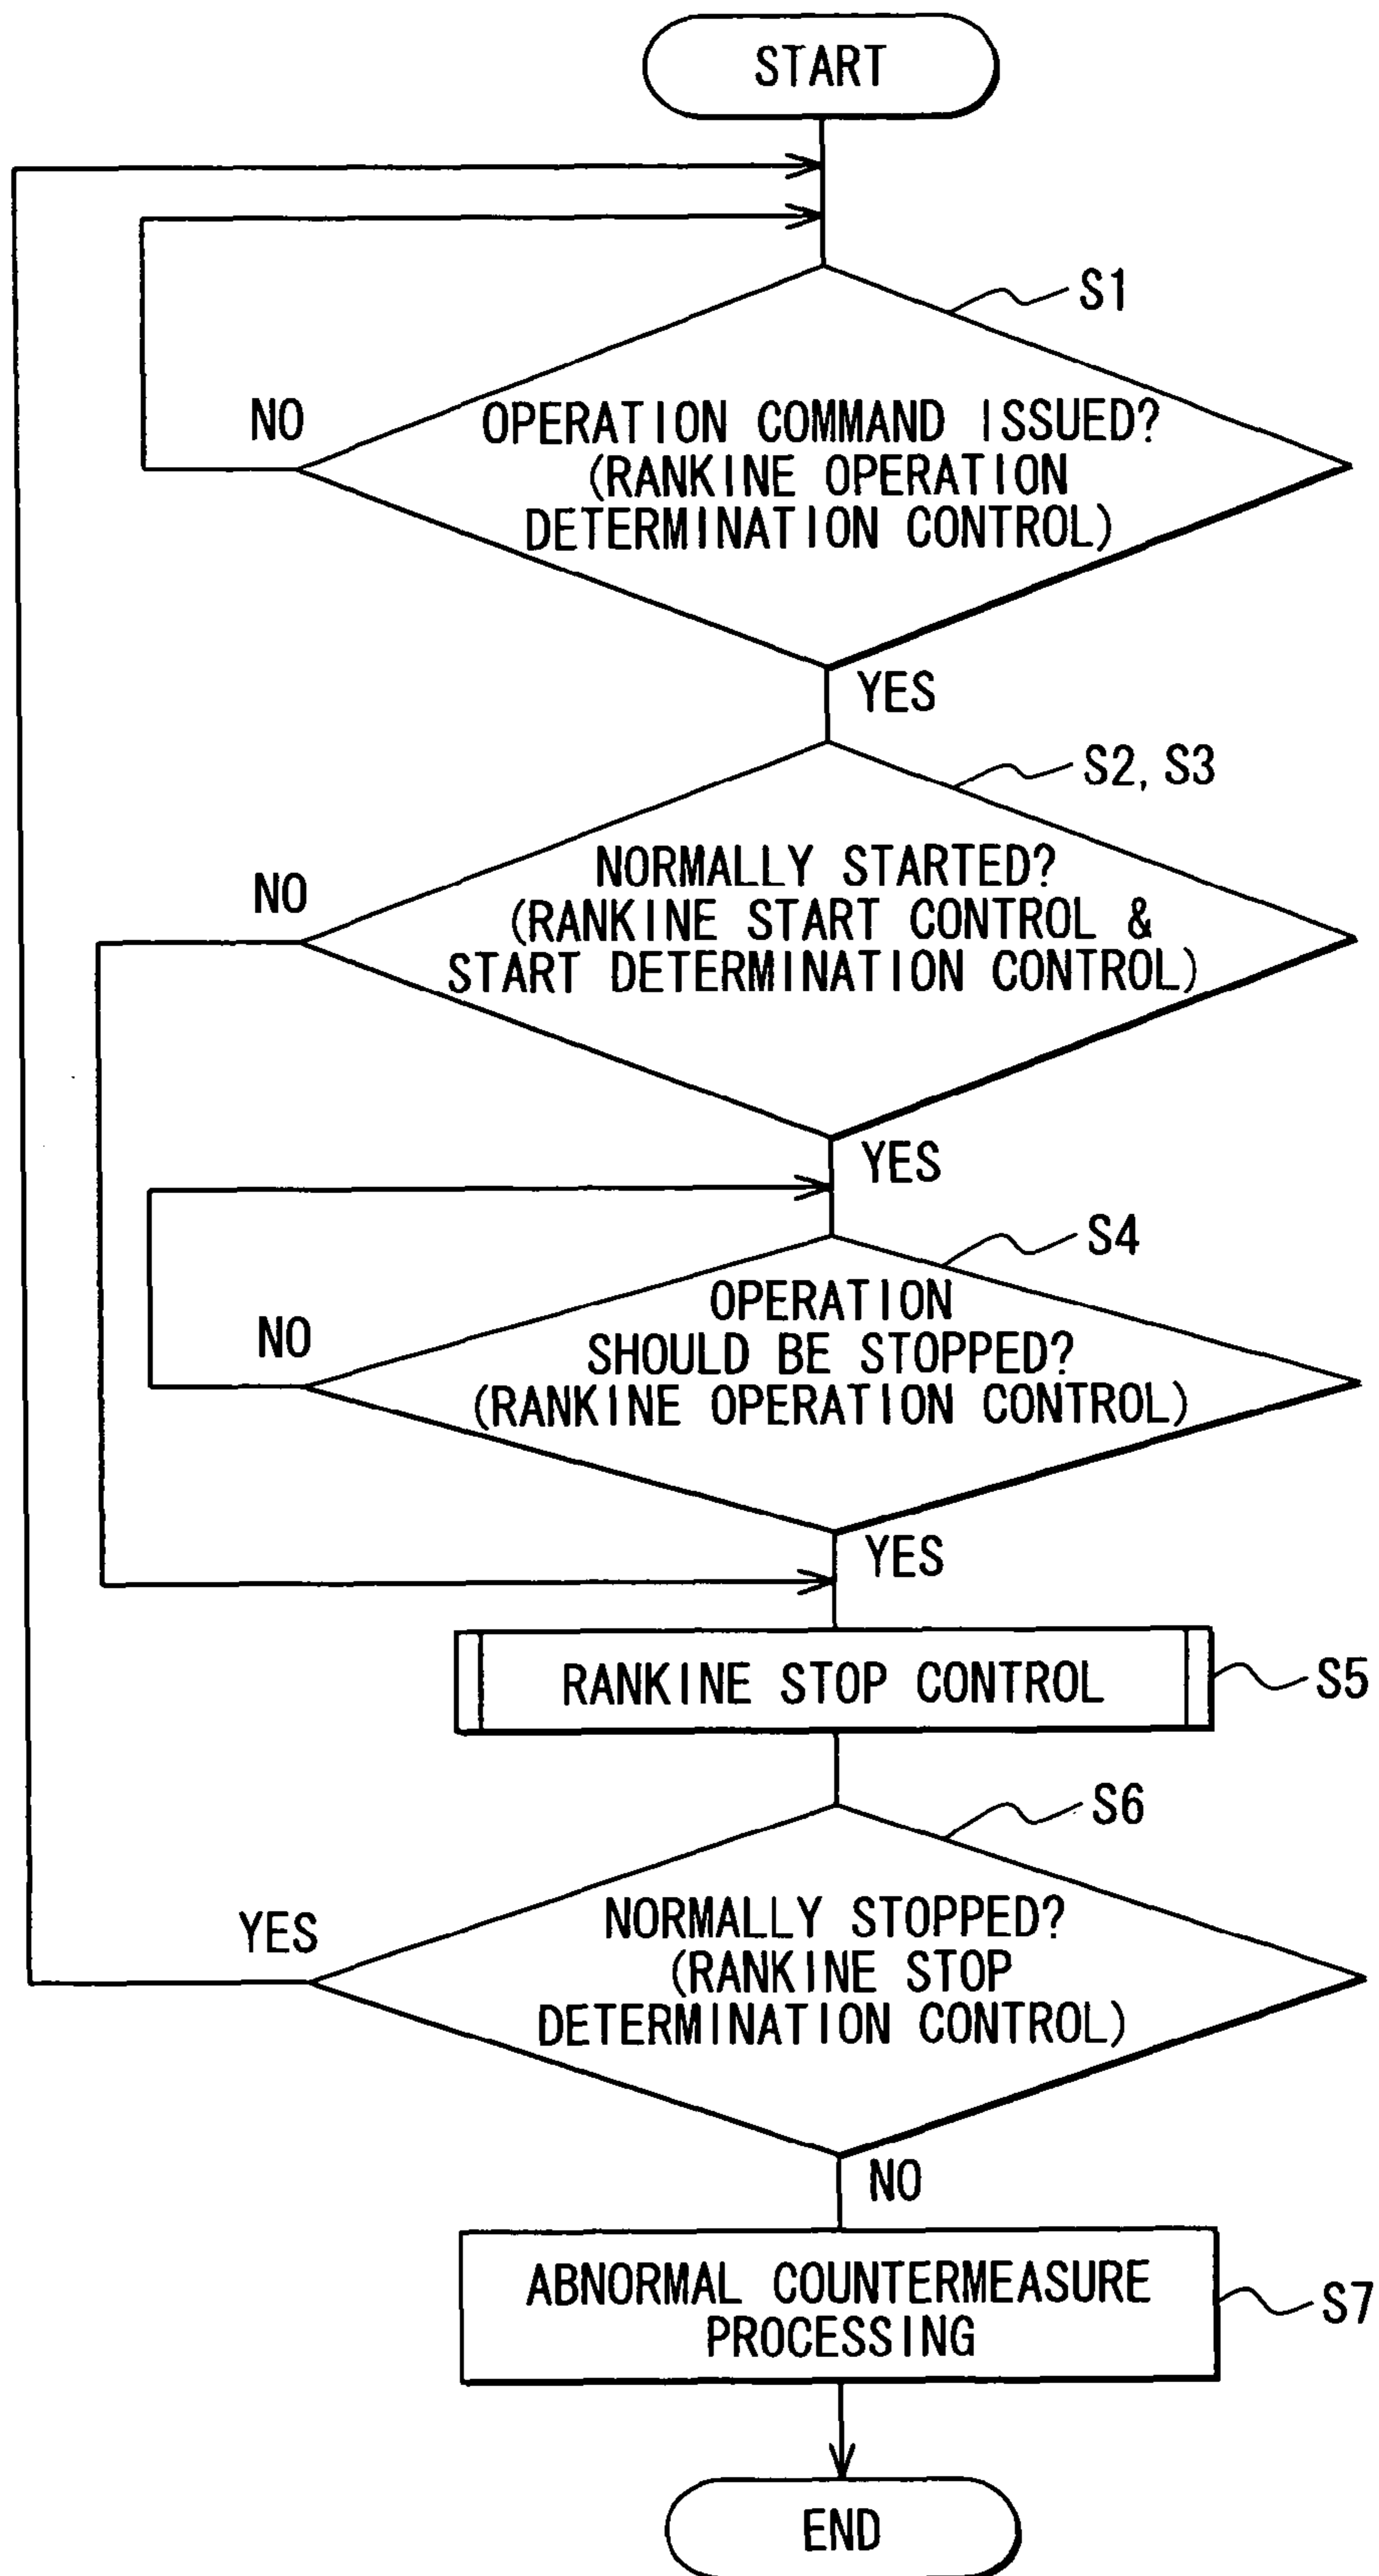 START
S1
NO
OPERATION COMMAND ISSUED?
(RANKINE OPERATION
DETERMINATION CONTROL)
YES
S2, S3
NO
NORMALLY STARTED?
(RANKINE START CONTROL &
START DETERMINATION CONTROL)
YES
S4
NO
OPERATION
SHOULD BE STOPPED?
(RANKINE OPERATION CONTROL)
YES
RANKINE STOP CONTROL
S5
S6
YES
NORMALLY STOPPED?
(RANKINE STOP
DETERMINATION CONTROL)
NO
ABNORMAL COUNTERMEASURE
PROCESSING
S7
END